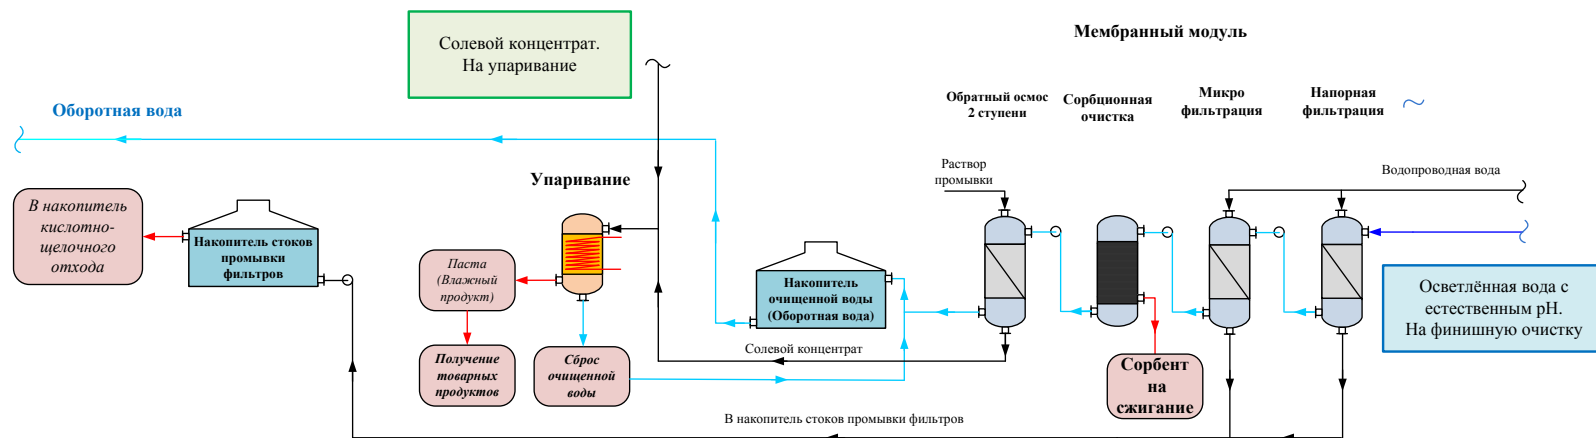 Солевой концентрат.
На упаривание
Мембранный модуль
Обратный осмос
2 ступени
Сорбционная
очистка
Микро
фильтрация
Напорная
фильтрация
Оборотная вода
Раствор
промывки
Водопроводная вода
Упаривание
В накопитель
кислотно-
щелочного
отхода
Накопитель стоков
промывки
фильтров
Паста
(Влажный
продукт)
Накопитель
очищенной воды
(Оборотная вода)
Осветлённая вода с
естественным pH.
На финишную очистку
Солевой концентрат
Получение
товарных
продуктов
Сброс
очищенной
воды
Сорбент
на
сжигание
В накопитель стоков промывки фильтров